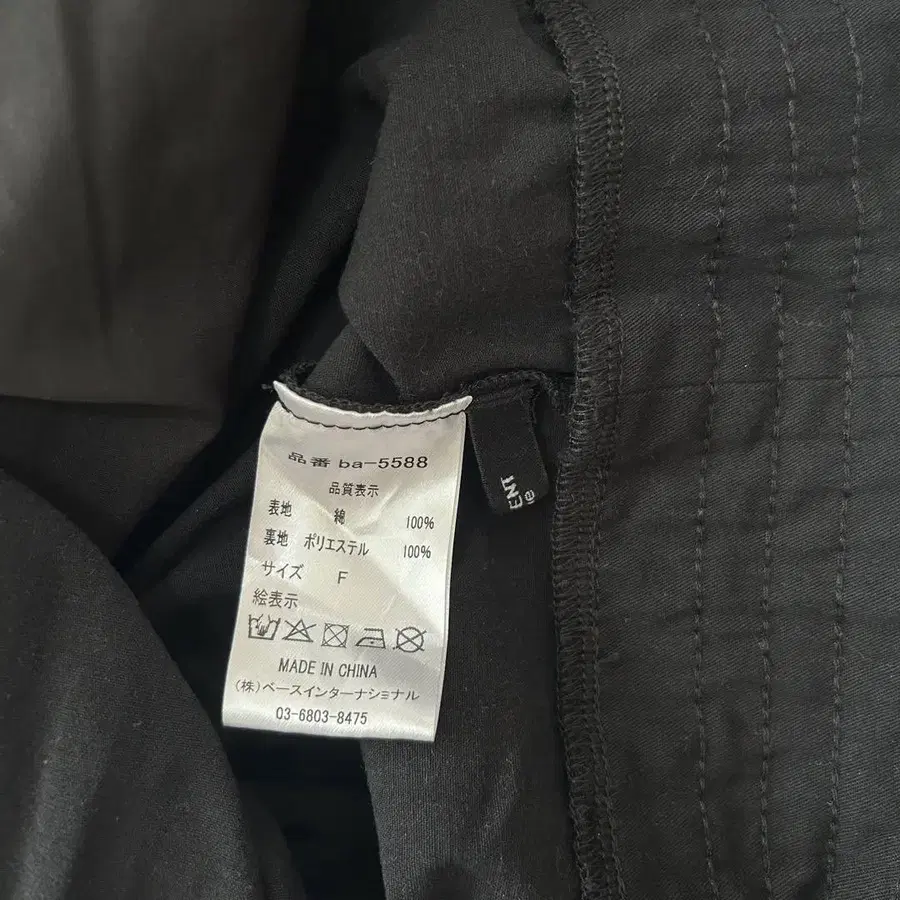 品番 ba-5588
品質表示
表地 綿 100%
裏地 ポリエステル 100%
サイズ F
絵表示
MADE IN CHINA
(株)ベースインターナショナル
03-6803-8475
ENT
e